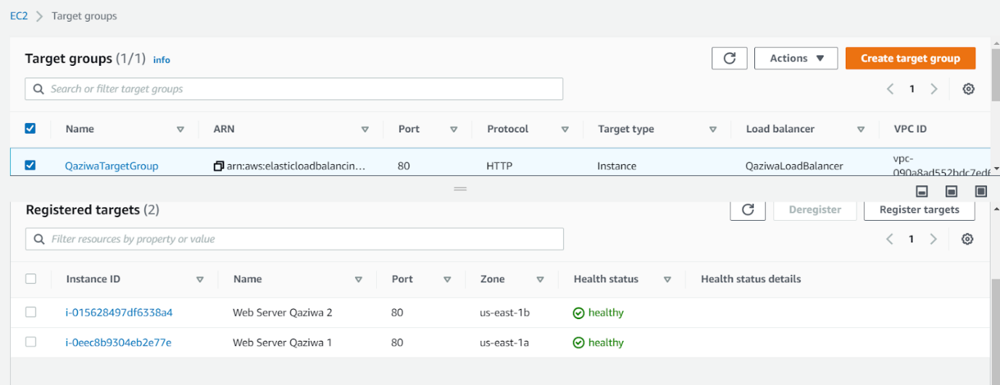 EC2 > Target groups
Target groups (1/1) info
Actions ▼ Create target group
Search or filter target groups
< 1 >
Name ARN Port Protocol Target type Load balancer VPC ID
QaziwaTargetGroup arn:aws:elasticloadbalancin... 80 HTTP Instance QaziwaLoadBalancer vpc-
090a8ad552bdc7ed6
Registered targets (2)
Deregister Register targets
Filter resources by property or value
< 1 >
Instance ID Name Port Zone Health status Health status details
i-015628497df6338a4 Web Server Qaziwa 2 80 us-east-1b healthy
i-0eec8b9304eb2e77e Web Server Qaziwa 1 80 us-east-1a healthy